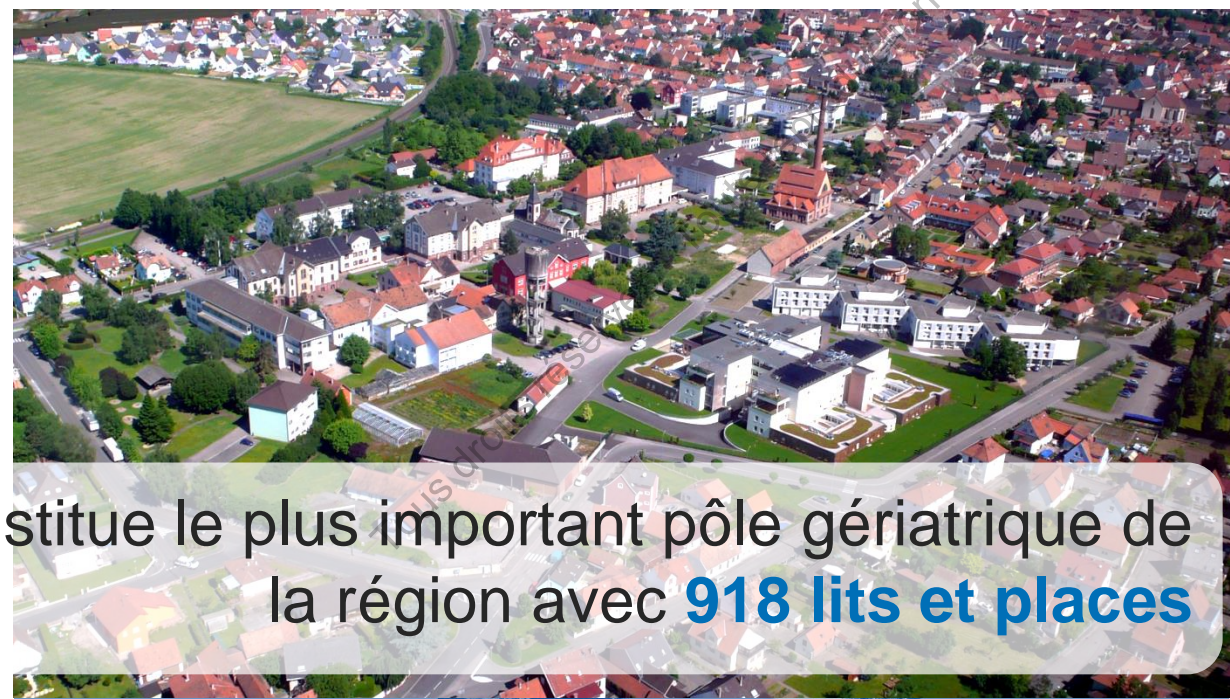 stitue le plus important pôle gériatrique de
la région avec 918 lits et places